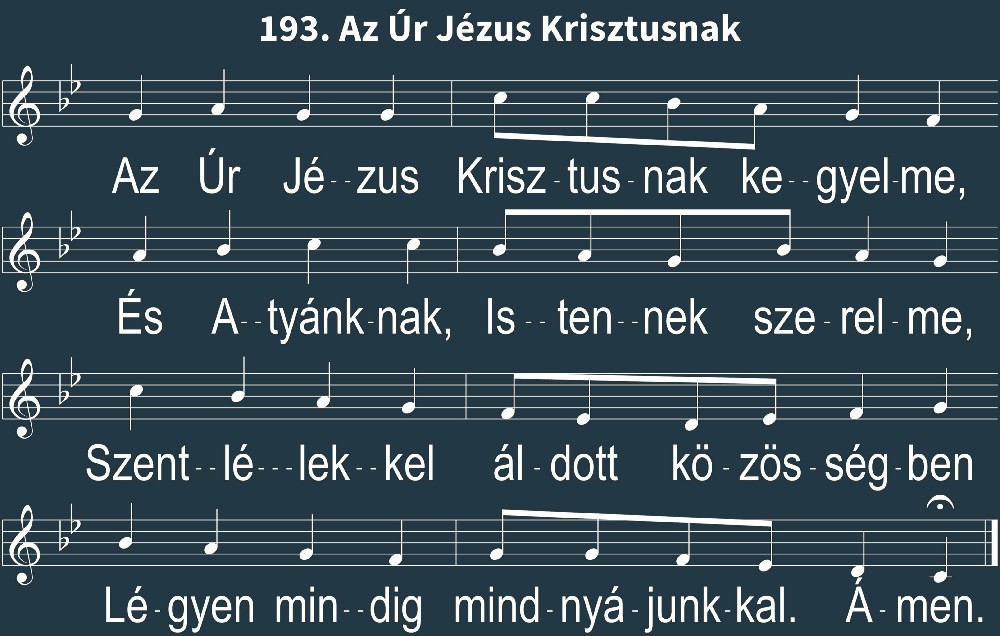 193. Az Úr Jézus Krisztusnak
Az Úr Jé--zus Krisz-tus-nak ke--gyel-me,
És A--tyánk-nak, Is--ten--nek sze-rel-me,
Szent--lé---lek--kel ál-dott kö-zös-ség-ben
Lé-gyen min--dig mind-nyá-junk-kal. Á-men.